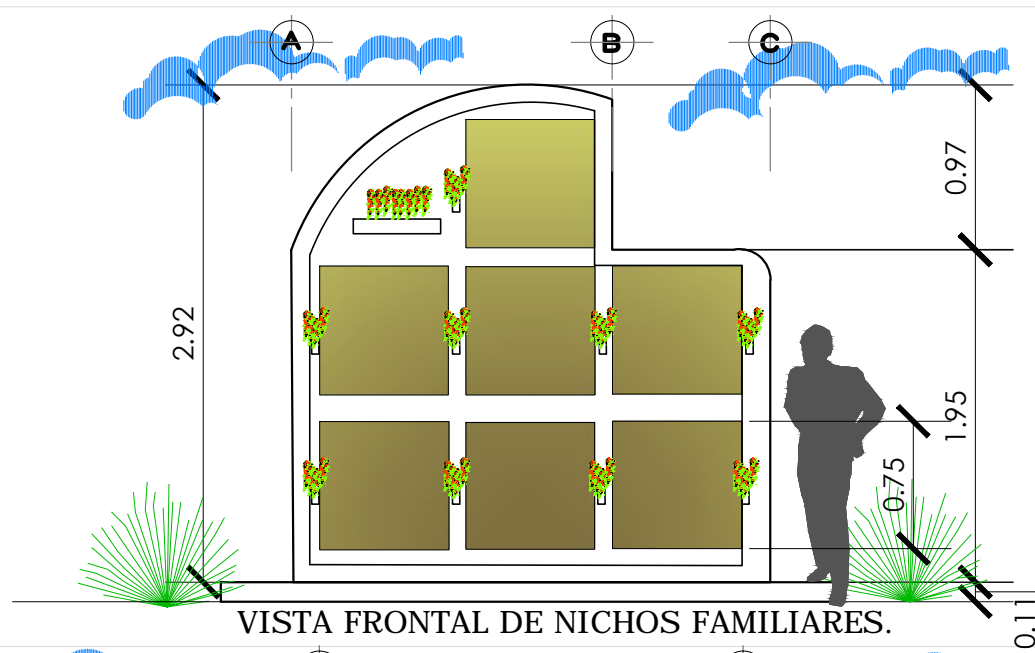 A B C
0.97
2.92
1.95
0.75
0.11
VISTA FRONTAL DE NICHOS FAMILIARES.